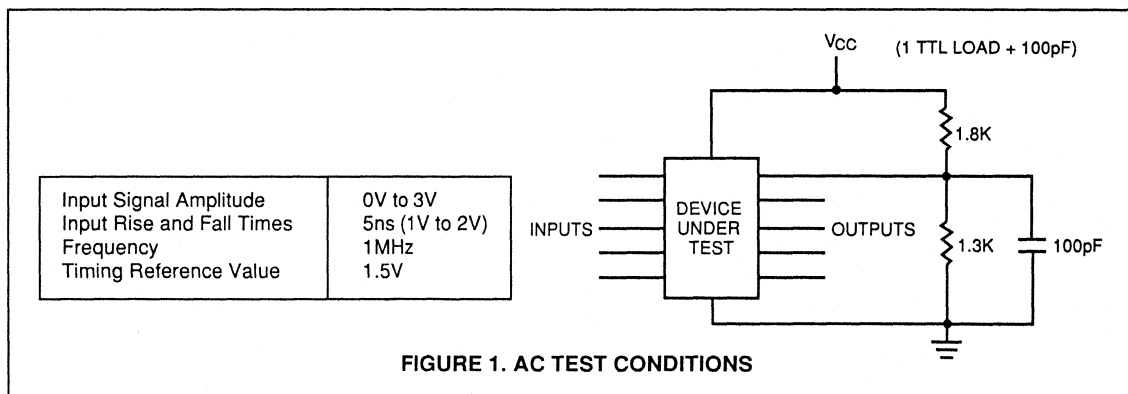 VCC (1 TTL LOAD + 100pF)
1.8K
Input Signal Amplitude 0V to 3V
Input Rise and Fall Times 5ns (1V to 2V)
Frequency 1MHz
Timing Reference Value 1.5V
INPUTS
DEVICE
UNDER
TEST
OUTPUTS
1.3K
100pF
FIGURE 1. AC TEST CONDITIONS